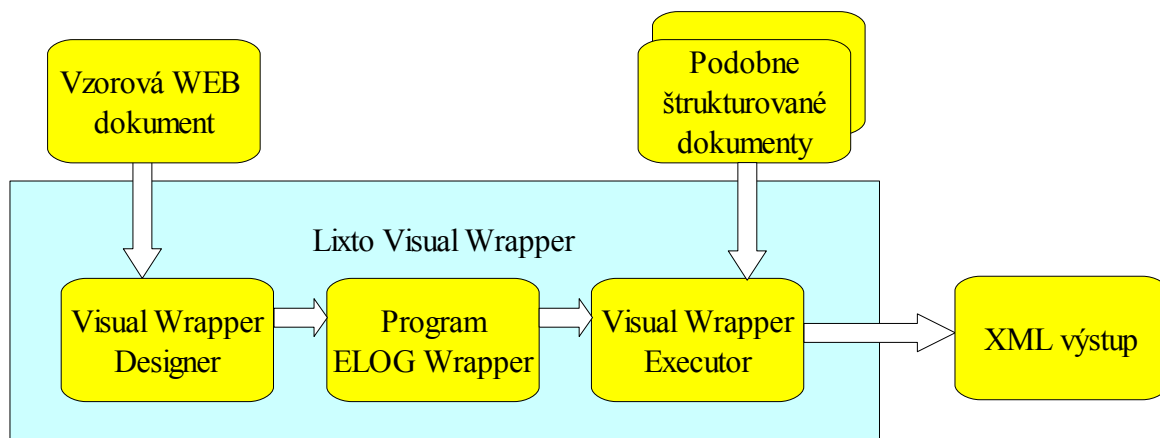 Vzorová WEB
dokument
Podobne
štrukturované
dokumenty
Lixto Visual Wrapper
Visual Wrapper
Designer
Program
ELOG Wrapper
Visual Wrapper
Executor
XML výstup